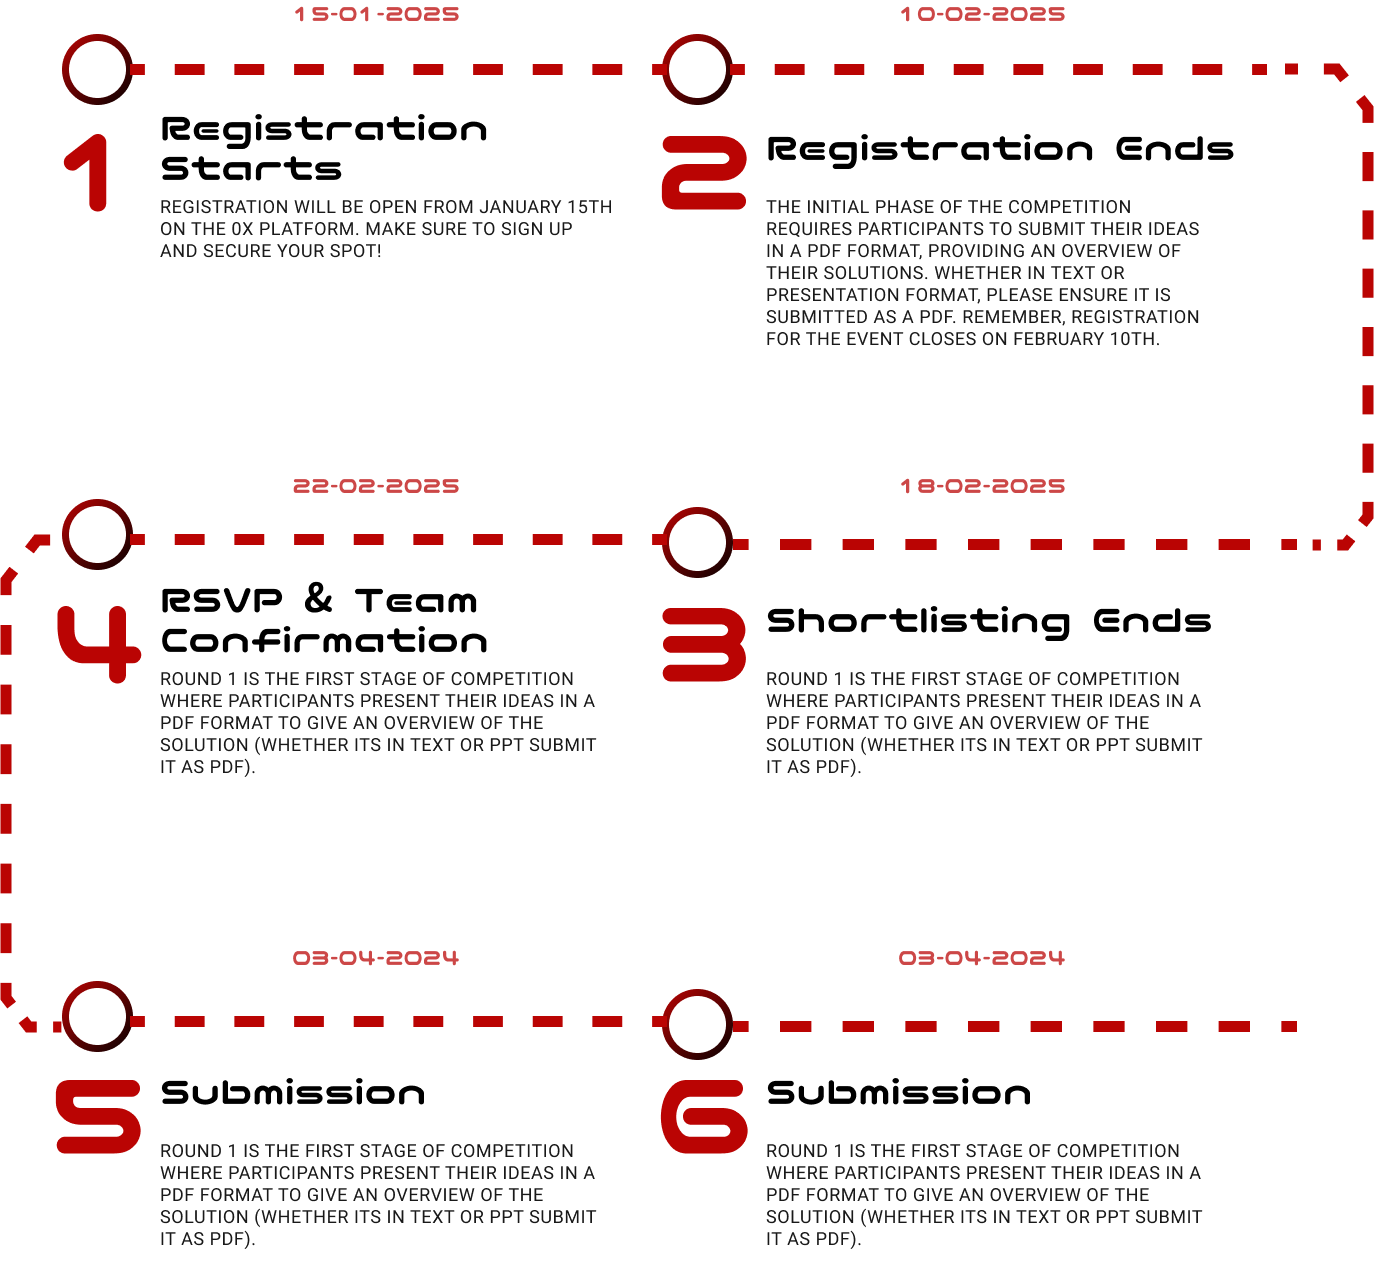 15-01-2025
1
Registration
Starts
REGISTRATION WILL BE OPEN FROM JANUARY 15TH
ON THE 0X PLATFORM. MAKE SURE TO SIGN UP
AND SECURE YOUR SPOT!
10-02-2025
2
Registration Ends
THE INITIAL PHASE OF THE COMPETITION
REQUIRES PARTICIPANTS TO SUBMIT THEIR IDEAS
IN A PDF FORMAT, PROVIDING AN OVERVIEW OF
THEIR SOLUTIONS. WHETHER IN TEXT OR
PRESENTATION FORMAT, PLEASE ENSURE IT IS
SUBMITTED AS A PDF. REMEMBER, REGISTRATION
FOR THE EVENT CLOSES ON FEBRUARY 10TH.
18-02-2025
3
Shortlisting Ends
ROUND 1 IS THE FIRST STAGE OF COMPETITION
WHERE PARTICIPANTS PRESENT THEIR IDEAS IN A
PDF FORMAT TO GIVE AN OVERVIEW OF THE
SOLUTION (WHETHER ITS IN TEXT OR PPT SUBMIT
IT AS PDF).
22-02-2025
4
RSVP & Team
Confirmation
ROUND 1 IS THE FIRST STAGE OF COMPETITION
WHERE PARTICIPANTS PRESENT THEIR IDEAS IN A
PDF FORMAT TO GIVE AN OVERVIEW OF THE
SOLUTION (WHETHER ITS IN TEXT OR PPT SUBMIT
IT AS PDF).
03-04-2024
5
Submission
ROUND 1 IS THE FIRST STAGE OF COMPETITION
WHERE PARTICIPANTS PRESENT THEIR IDEAS IN A
PDF FORMAT TO GIVE AN OVERVIEW OF THE
SOLUTION (WHETHER ITS IN TEXT OR PPT SUBMIT
IT AS PDF).
03-04-2024
6
Submission
ROUND 1 IS THE FIRST STAGE OF COMPETITION
WHERE PARTICIPANTS PRESENT THEIR IDEAS IN A
PDF FORMAT TO GIVE AN OVERVIEW OF THE
SOLUTION (WHETHER ITS IN TEXT OR PPT SUBMIT
IT AS PDF).